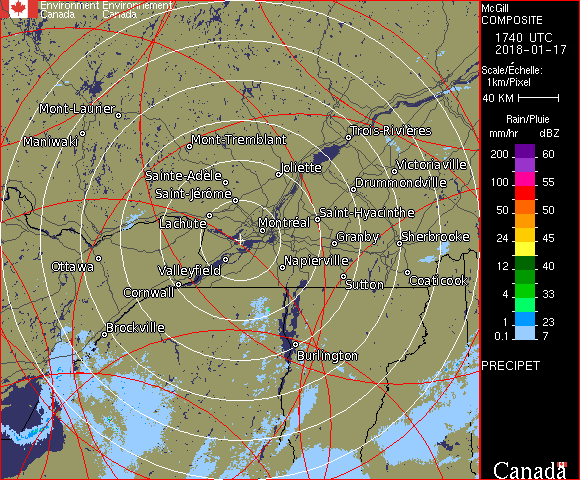 Environment Environnement
Canada Canada
McGill
COMPOSITE
1740 UTC
2018-01-17
Scale/Échelle:
1km/Pixel
40 KM
Rain/Pluie
mm/hr dBZ
200 60
55
100 55
50 50
24 45
12 40
4 33
1 23
0.1 7
PRECIPET
Canada
Mont-Laurier
Maniwaki
Mont-Tremblant
Trois-Rivières
Sainte-Adèle
Joliette
Victoriaville
Saint-Jérôme
Drummondville
Lachute
Montréal
Saint-Hyacinthe
Granby
Sherbrooke
Ottawa
Valleyfield
Napierville
Cornwall
Sutton
Coaticook
Brockville
Burlington